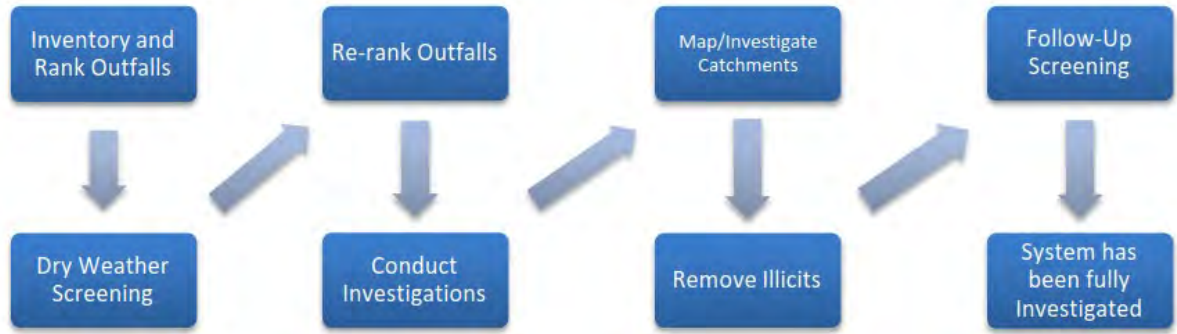 Inventory and
Rank Outfalls
Dry Weather
Screening
Re-rank Outfalls
Conduct
Investigations
Map/Investigate
Catchments
Remove Illicits
Follow-Up
Screening
System has
been fully
Investigated